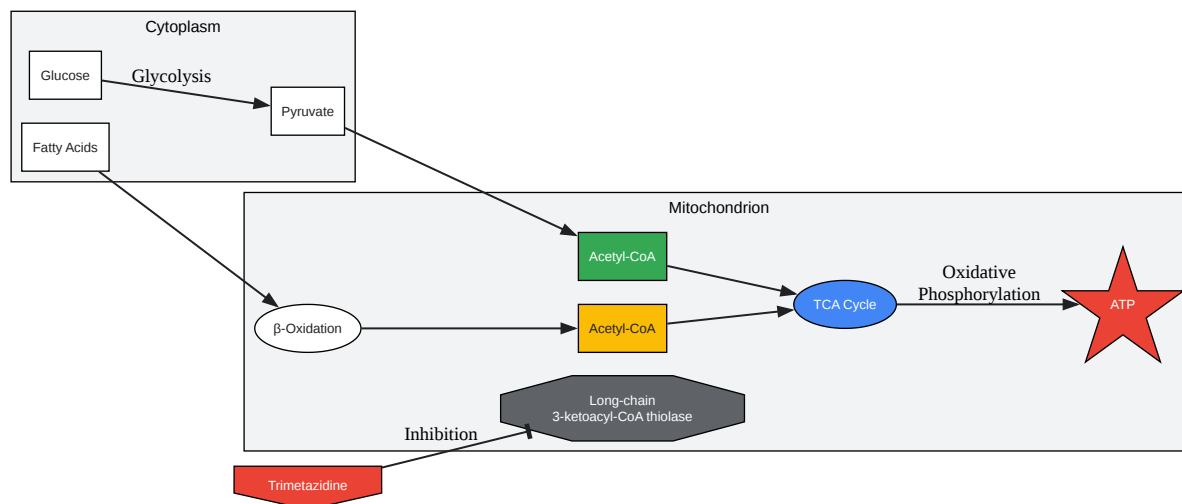 Cytoplasm
Glucose
Glycolysis
Pyruvate
Fatty Acids
Mitochondrion
Acetyl-CoA
β-Oxidation
Acetyl-CoA
TCA Cycle
Oxidative
Phosphorylation
ATP
Long-chain
3-ketoacyl-CoA thiolase
Inhibition
Trimetazidine